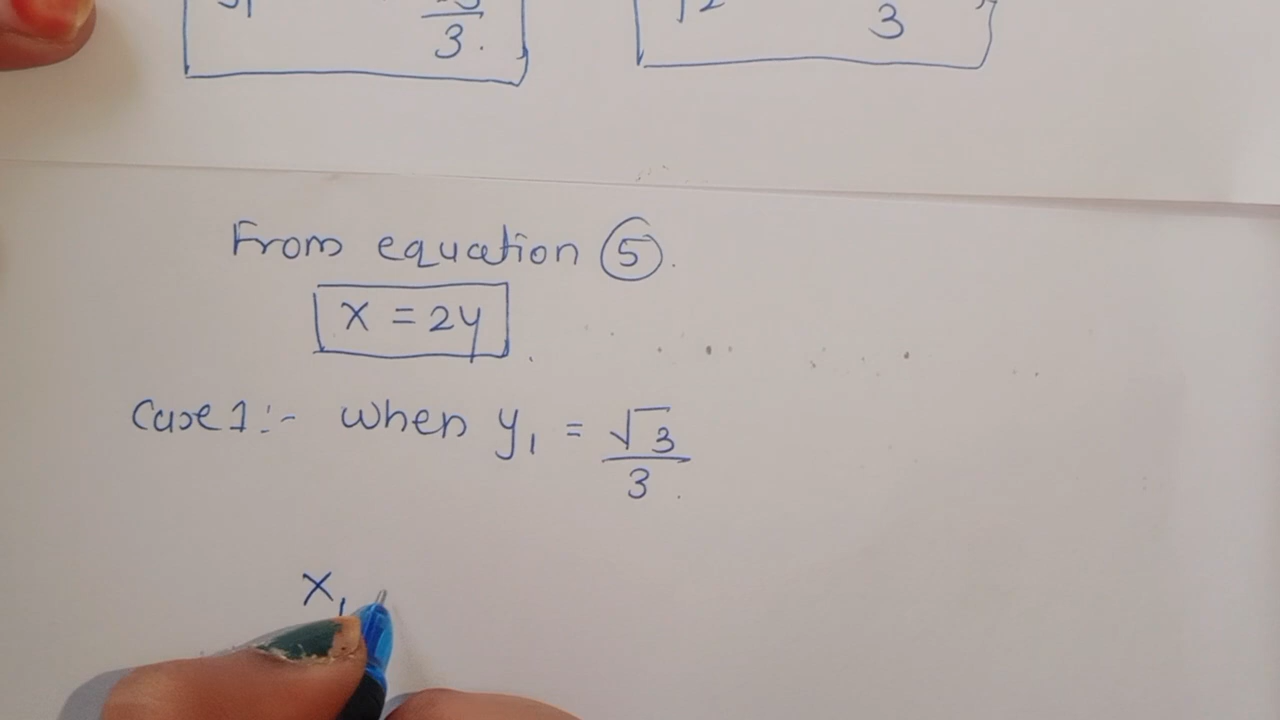 3.
3
From equation ⑤.
x = 2y
Case 1:- when y₁ = √3/3.
x₁